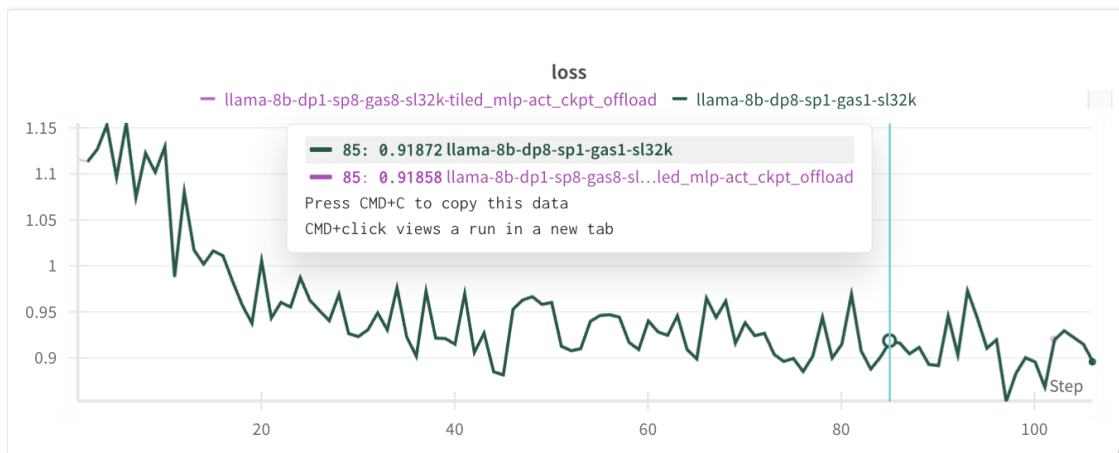 loss
llama-8b-dp1-sp8-gas8-sl32k-tiled_mlp-act_ckpt_offload llama-8b-dp8-sp1-gas1-sl32k
1.15
1.1
1.05
1
0.95
0.9
85: 0.91872 llama-8b-dp8-sp1-gas1-sl32k
85: 0.91858 llama-8b-dp1-sp8-gas8-sl...led_mlp-act_ckpt_offload
Press CMD+C to copy this data
CMD+click views a run in a new tab
Step
20 40 60 80 100